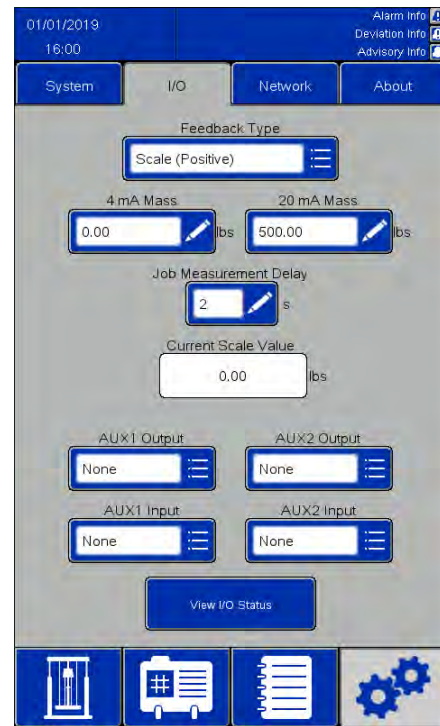 01/01/2019
16:00
Alarm Info
Deviation Info
Advisory Info
System I/O Network About
Feedback Type
Scale (Positive)
4 mA Mass 20 mA Mass
0.00 lbs 500.00 lbs
Job Measurement Delay
2 s
Current Scale Value
0.00 lbs
AUX1 Output AUX2 Output
None None
AUX1 Input AUX2 Input
None None
View I/O Status
#